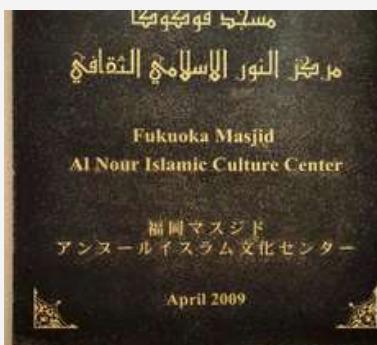 مسجد فوكوكا
مركز النور الاسلامي الثقافي
Fukuoka Masjid
Al Nour Islamic Culture Center
福岡マスジド
アンヌールイスラム文化センター
April 2009